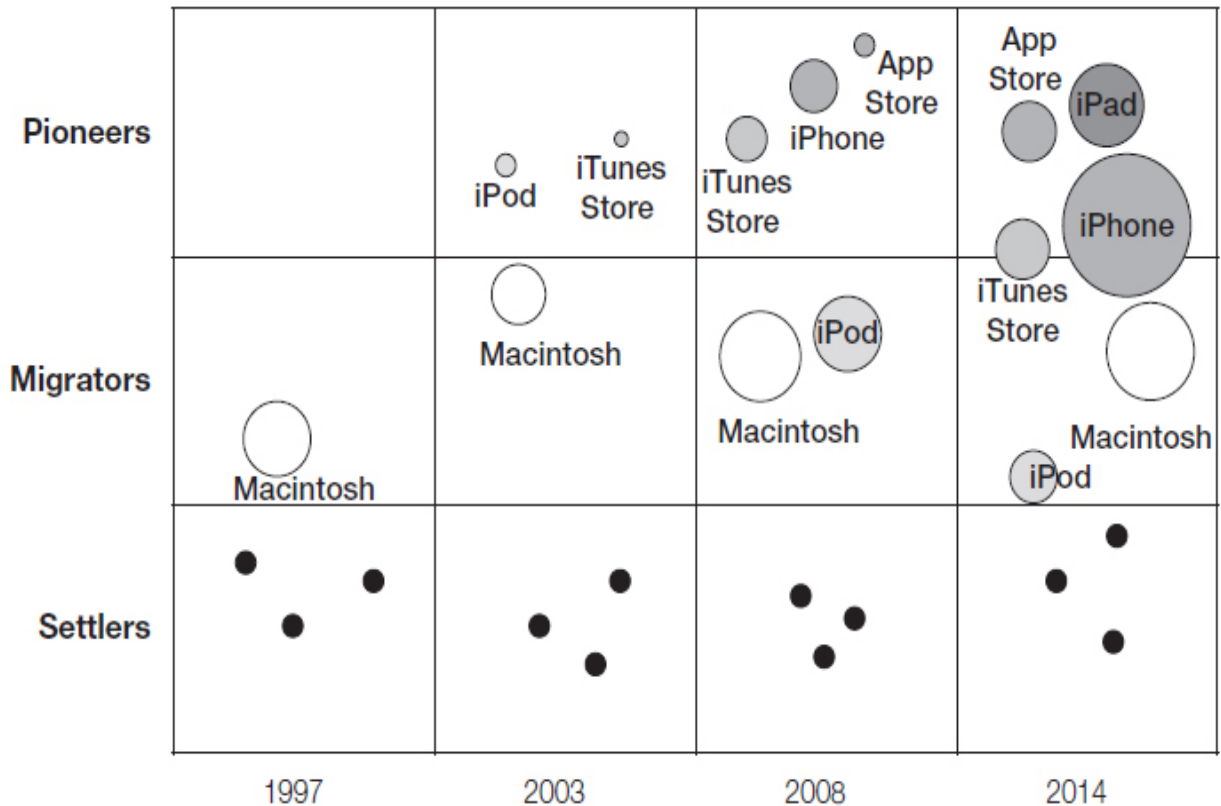 Pioneers
iPod
iTunes
Store
iTunes
Store
iPhone
App
Store
App
Store
iPad
iPhone
iTunes
Store
Migrators
Macintosh
Macintosh
Macintosh
iPod
Macintosh
iPod
Settlers
1997
2003
2008
2014